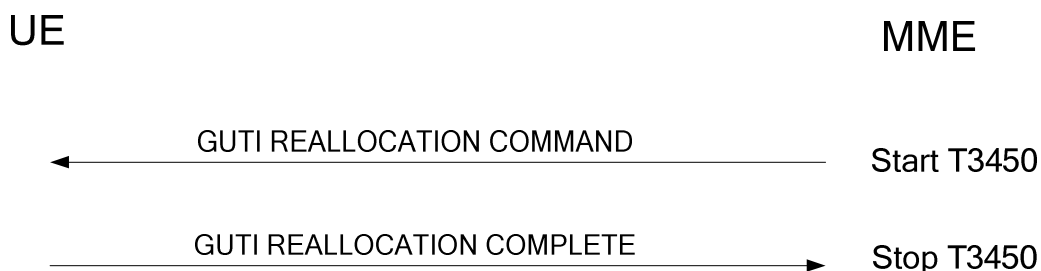 UE
MME
GUTI REALLOCATION COMMAND
Start T3450
GUTI REALLOCATION COMPLETE
Stop T3450